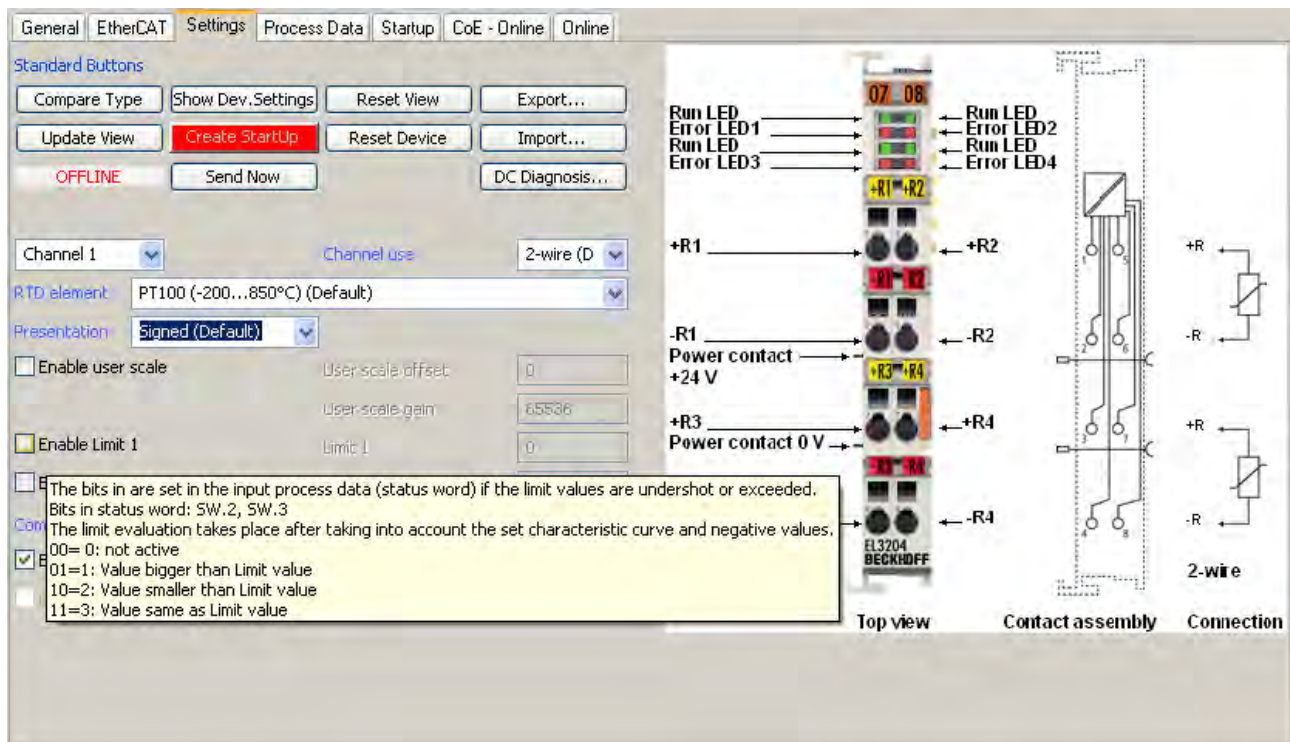 General EtherCAT Settings Process Data Startup CoE - Online Online
Standard Buttons
Compare Type Show Dev.Settings Reset View Export...
Update View Create StartUp Reset Device Import...
OFFLINE Send Now DC Diagnosis...
Channel 1 Channel use 2-wire (D
RTD element PT100 (-200...850°C) (Default)
Presentation Signed (Default)
Enable user scale User scale offset 0
User scale gain 65536
Enable Limit 1 Limit 1 0
E
Com
E
The bits in are set in the input process data (status word) if the limit values are undershot or exceeded.
Bits in status word: SW.2, SW.3
The limit evaluation takes place after taking into account the set characteristic curve and negative values.
00= 0: not active
01=1: Value bigger than Limit value
10=2: Value smaller than Limit value
11=3: Value same as Limit value
07 08
Run LED Run LED
Error LED1 Error LED2
Run LED Run LED
Error LED3 Error LED4
+R1 +R2
+R1 +R2
-R1 -R2
Power contact
+24 V
+R3 +R4
+R3 +R4
Power contact 0 V
-R4
EL3204
BECKHOFF
Top view
1 5
2 6
3 7
4 8
Contact assembly
+R
-R
+R
-R
2-wire
Connection